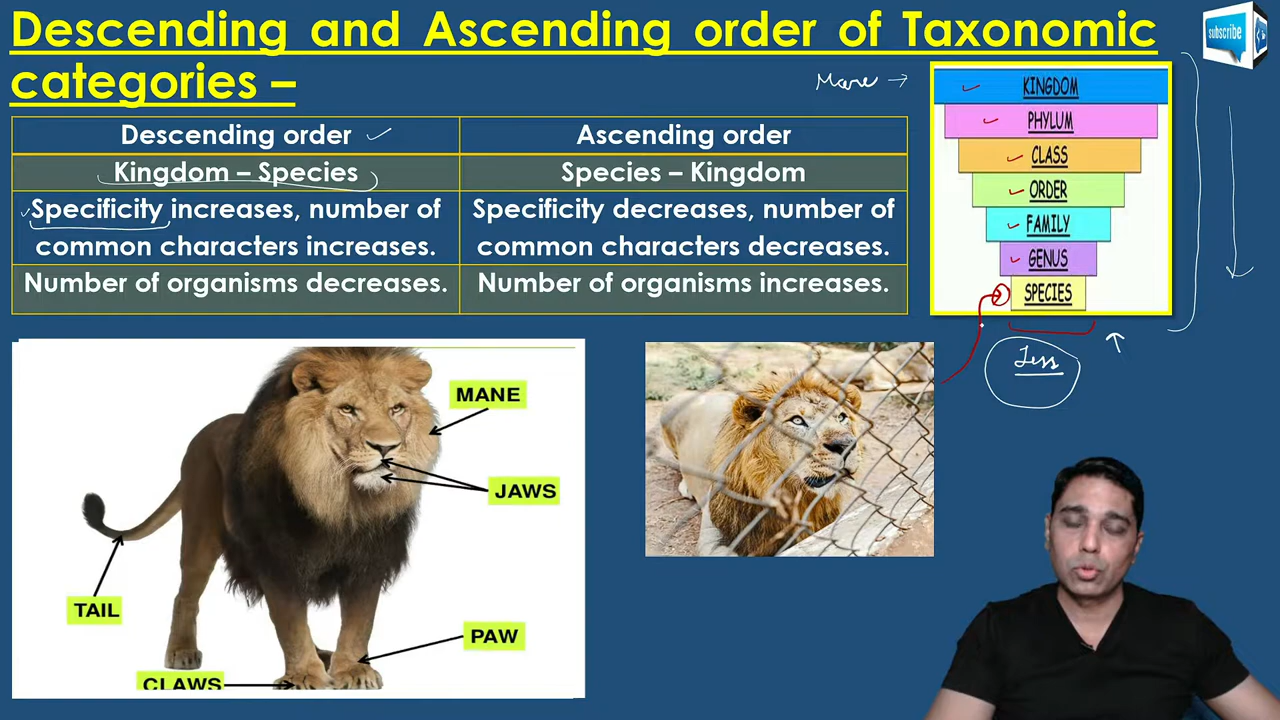 Descending and Ascending order of Taxonomic
categories –
subscribe
More →
Descending order
Ascending order
Kingdom – Species
Species – Kingdom
Specificity increases, number of
common characters increases.
Specificity decreases, number of
common characters decreases.
Number of organisms decreases.
Number of organisms increases.
KINGDOM
PHYLUM
CLASS
ORDER
FAMILY
GENUS
SPECIES
Less
MANE
JAWS
TAIL
PAW
CLAWS